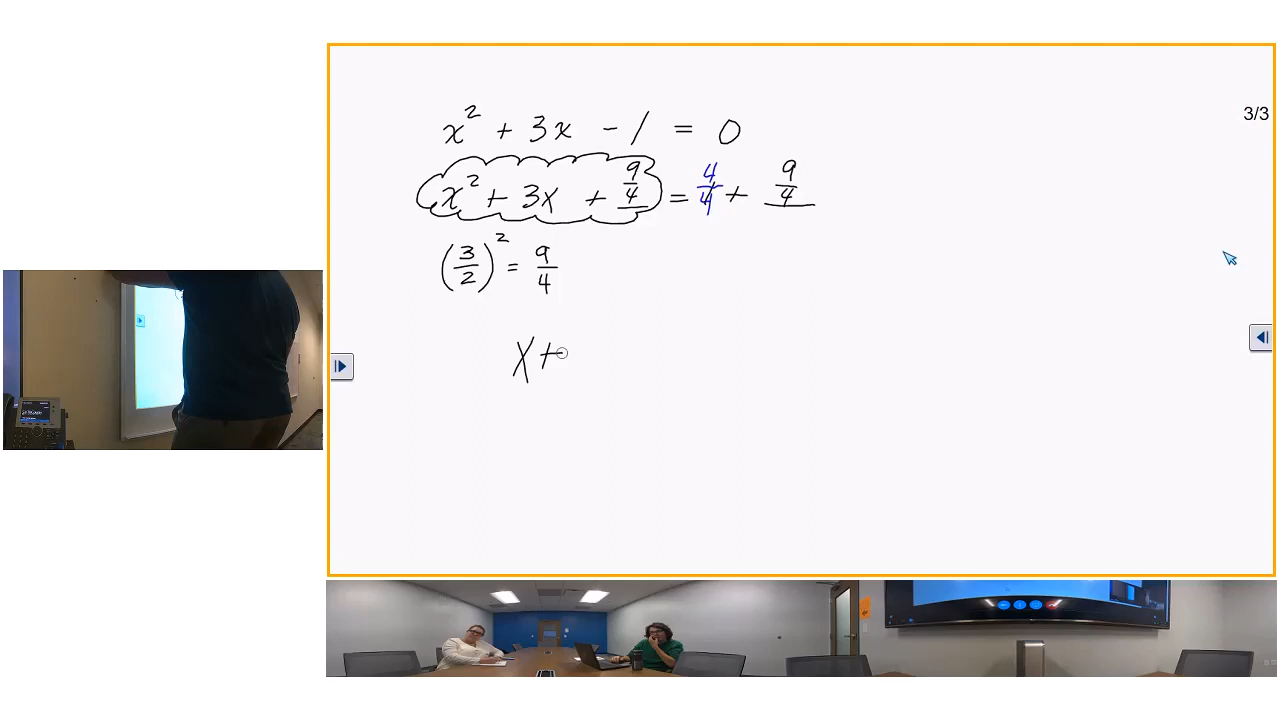 3/3
x² + 3x - 1 = 0
x² + 3x + 9/4 = 4/4 + 9/4
(3/2)² = 9/4
x +